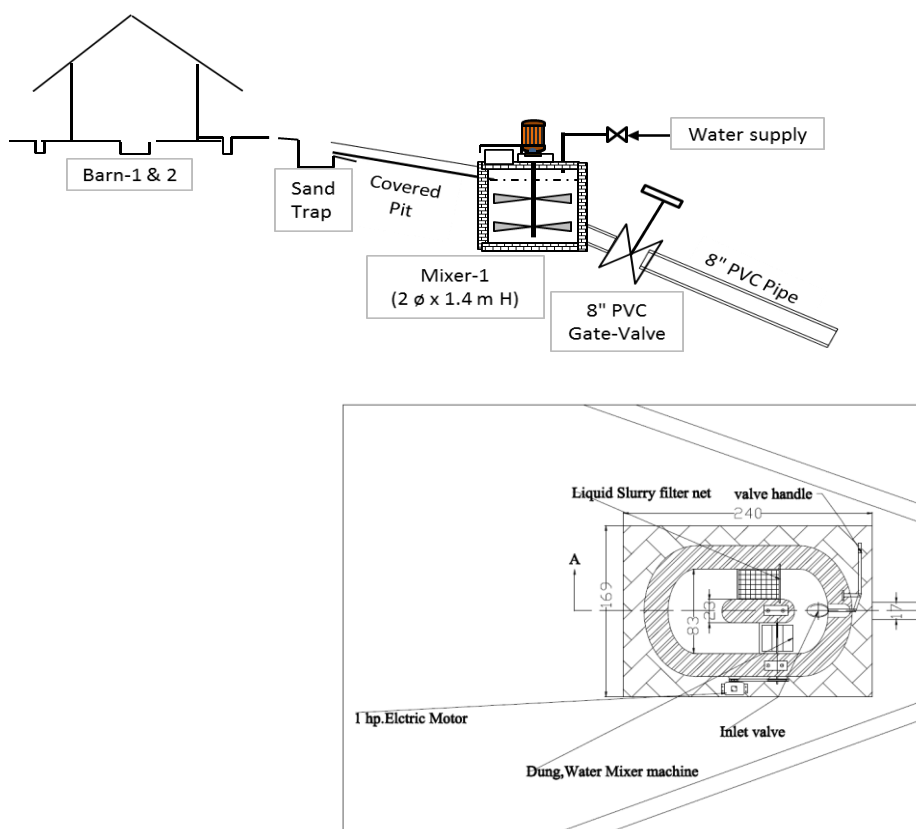 Water supply
Barn-1 & 2
Sand
Trap
Covered
Pit
Mixer-1
(2 ø x 1.4 m H)
8" PVC
Gate-Valve
8" PVC Pipe
Liquid Slurry filter net
valve handle
240
A
169
83
23
17
1 hp.Elctric Motor
Inlet valve
Dung,Water Mixer machine